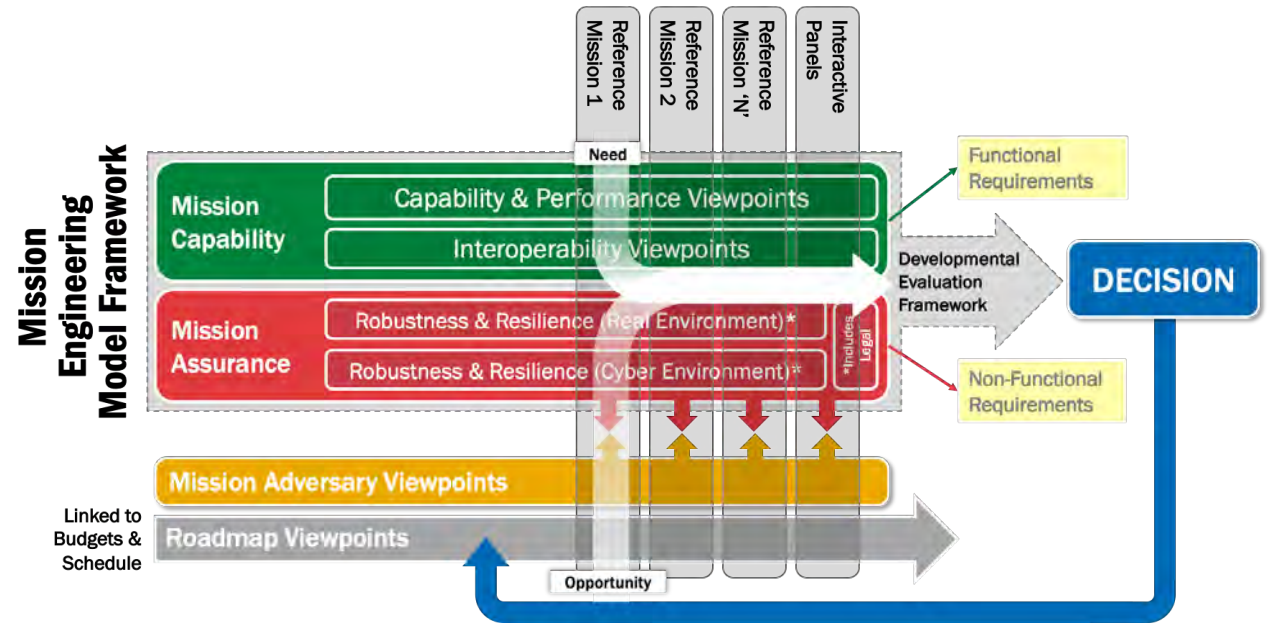 Reference
Mission 1
Reference
Mission 2
Reference
Mission ‘N’
Interactive
Panels
Mission
Engineering
Model Framework
Need
Mission
Capability
Capability & Performance Viewpoints
Interoperability Viewpoints
Functional
Requirements
Developmental
Evaluation
Framework
DECISION
Mission
Assurance
Robustness & Resilience (Real Environment)*
Robustness & Resilience (Cyber Environment)*
*Includes
Legal
Non-Functional
Requirements
Mission Adversary Viewpoints
Linked to
Budgets &
Schedule
Roadmap Viewpoints
Opportunity